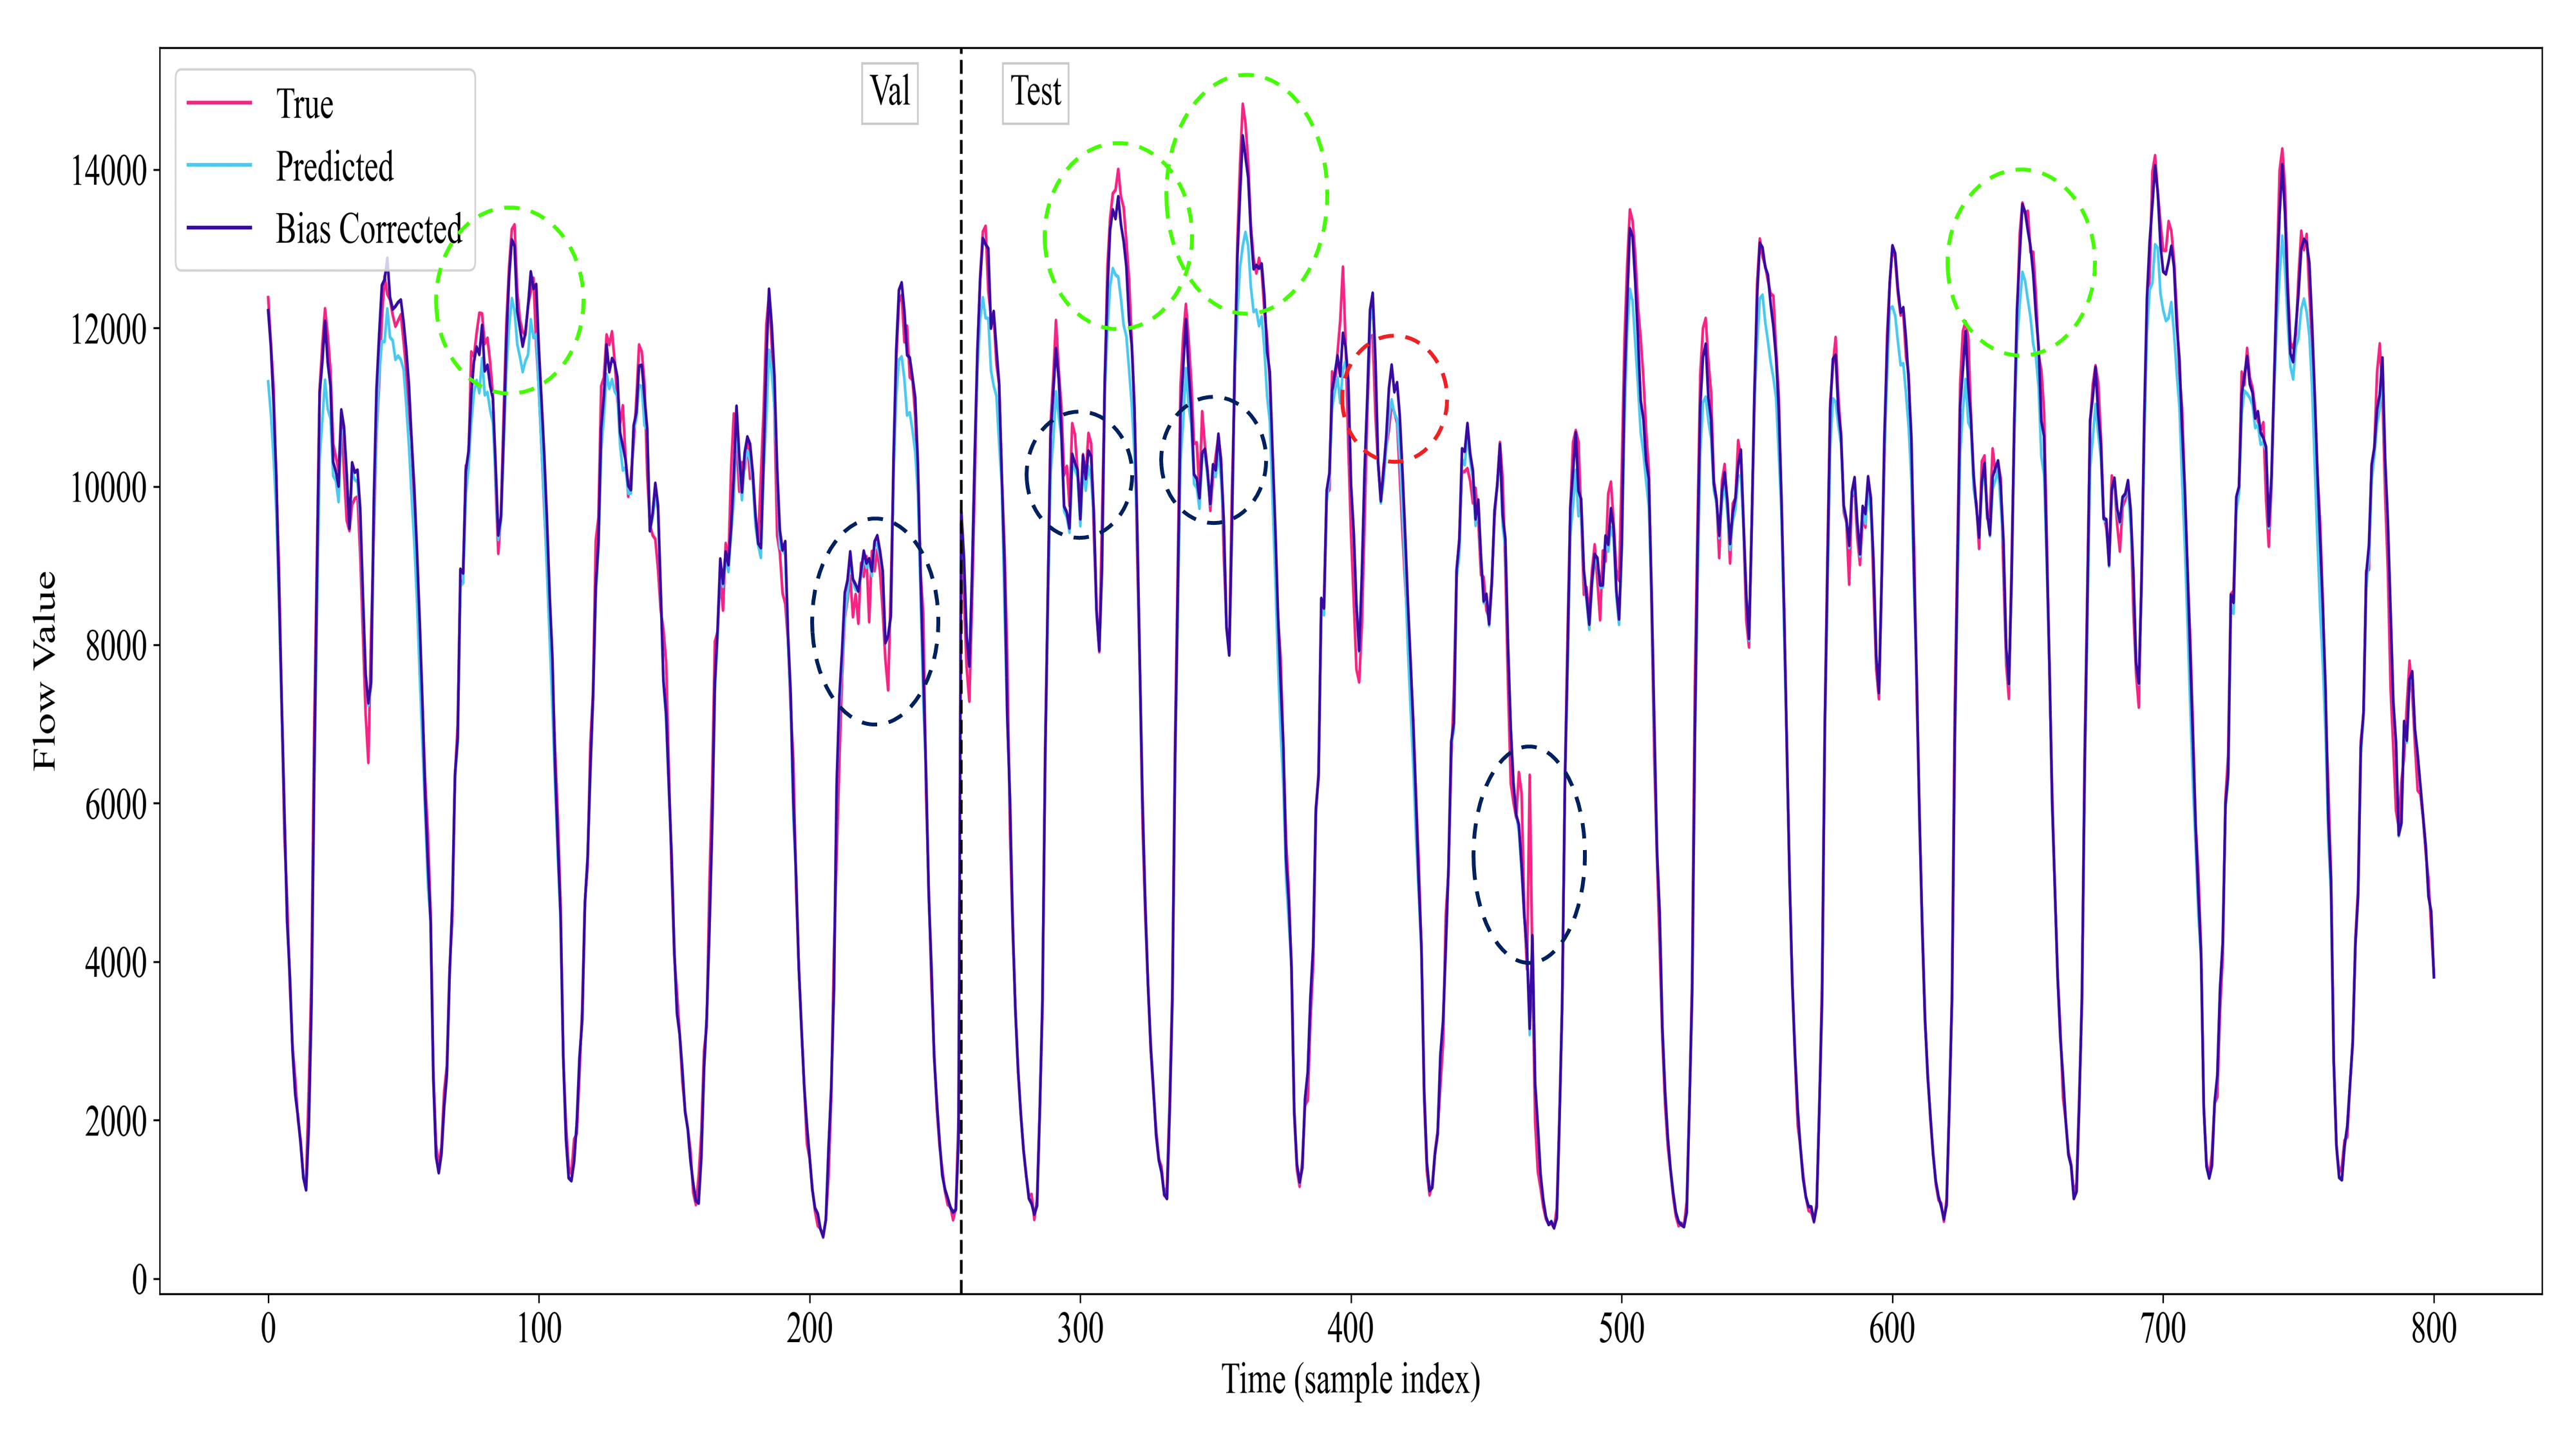 True
Predicted
Bias Corrected
Val
Test
14000
12000
10000
8000
6000
4000
2000
0
Flow Value
0 100 200 300 400 500 600 700 800
Time (sample index)